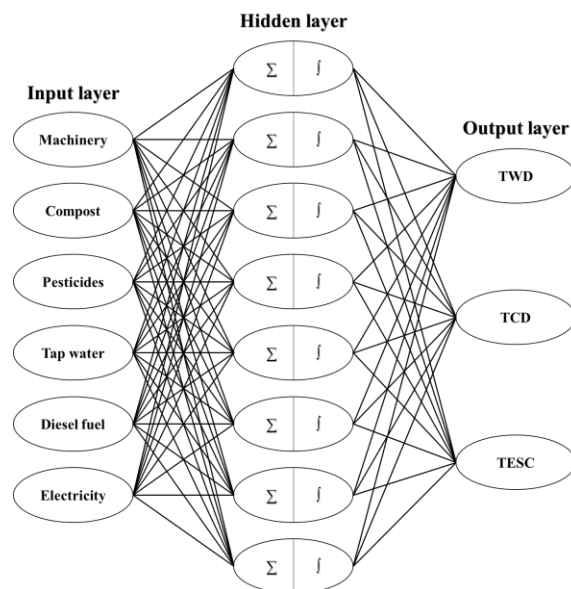 Hidden layer
Input layer
Output layer
Σ ∫
Machinery
Σ ∫
TWD
Compost
Σ ∫
Pesticides
Σ ∫
TCD
Tap water
Σ ∫
Diesel fuel
Σ ∫
TESC
Electricity
Σ ∫
Σ ∫